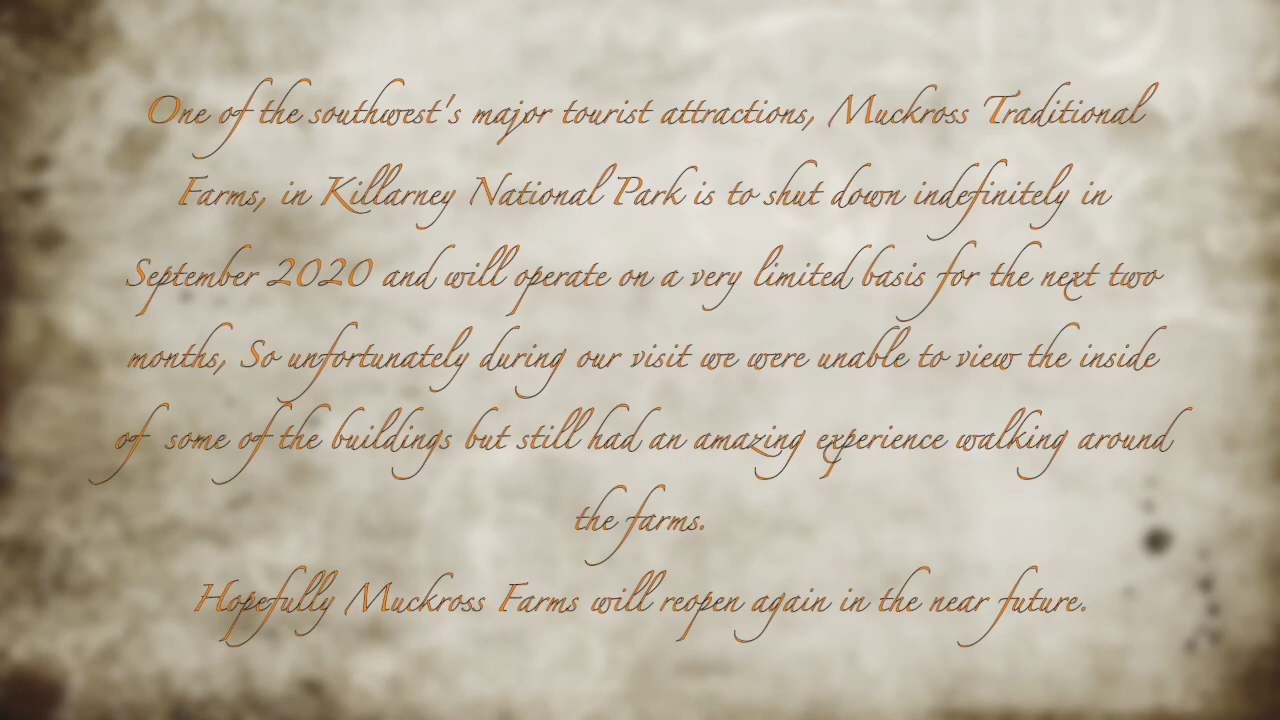 One of the southwest's major tourist attractions, Muckross Traditional
Farms, in Killarney National Park is to shut down indefinitely in
September 2020 and will operate on a very limited basis for the next two
months, So unfortunately during our visit we were unable to view the inside
of some of the buildings but still had an amazing experience walking around
the farms.
Hopefully Muckross Farms will reopen again in the near future.